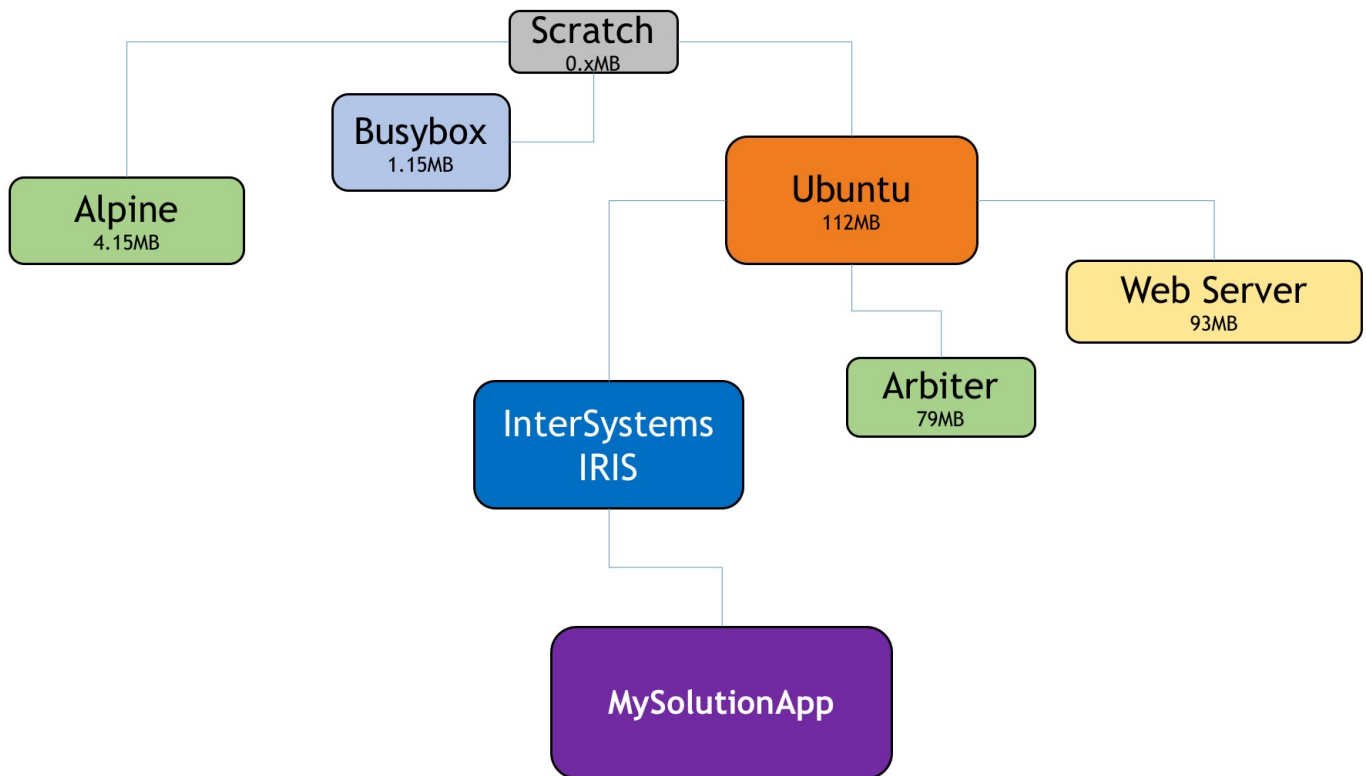 Scratch
0.xMB
Busybox
1.15MB
Alpine
4.15MB
Ubuntu
112MB
Web Server
93MB
Arbiter
79MB
InterSystems
IRIS
MySolutionApp